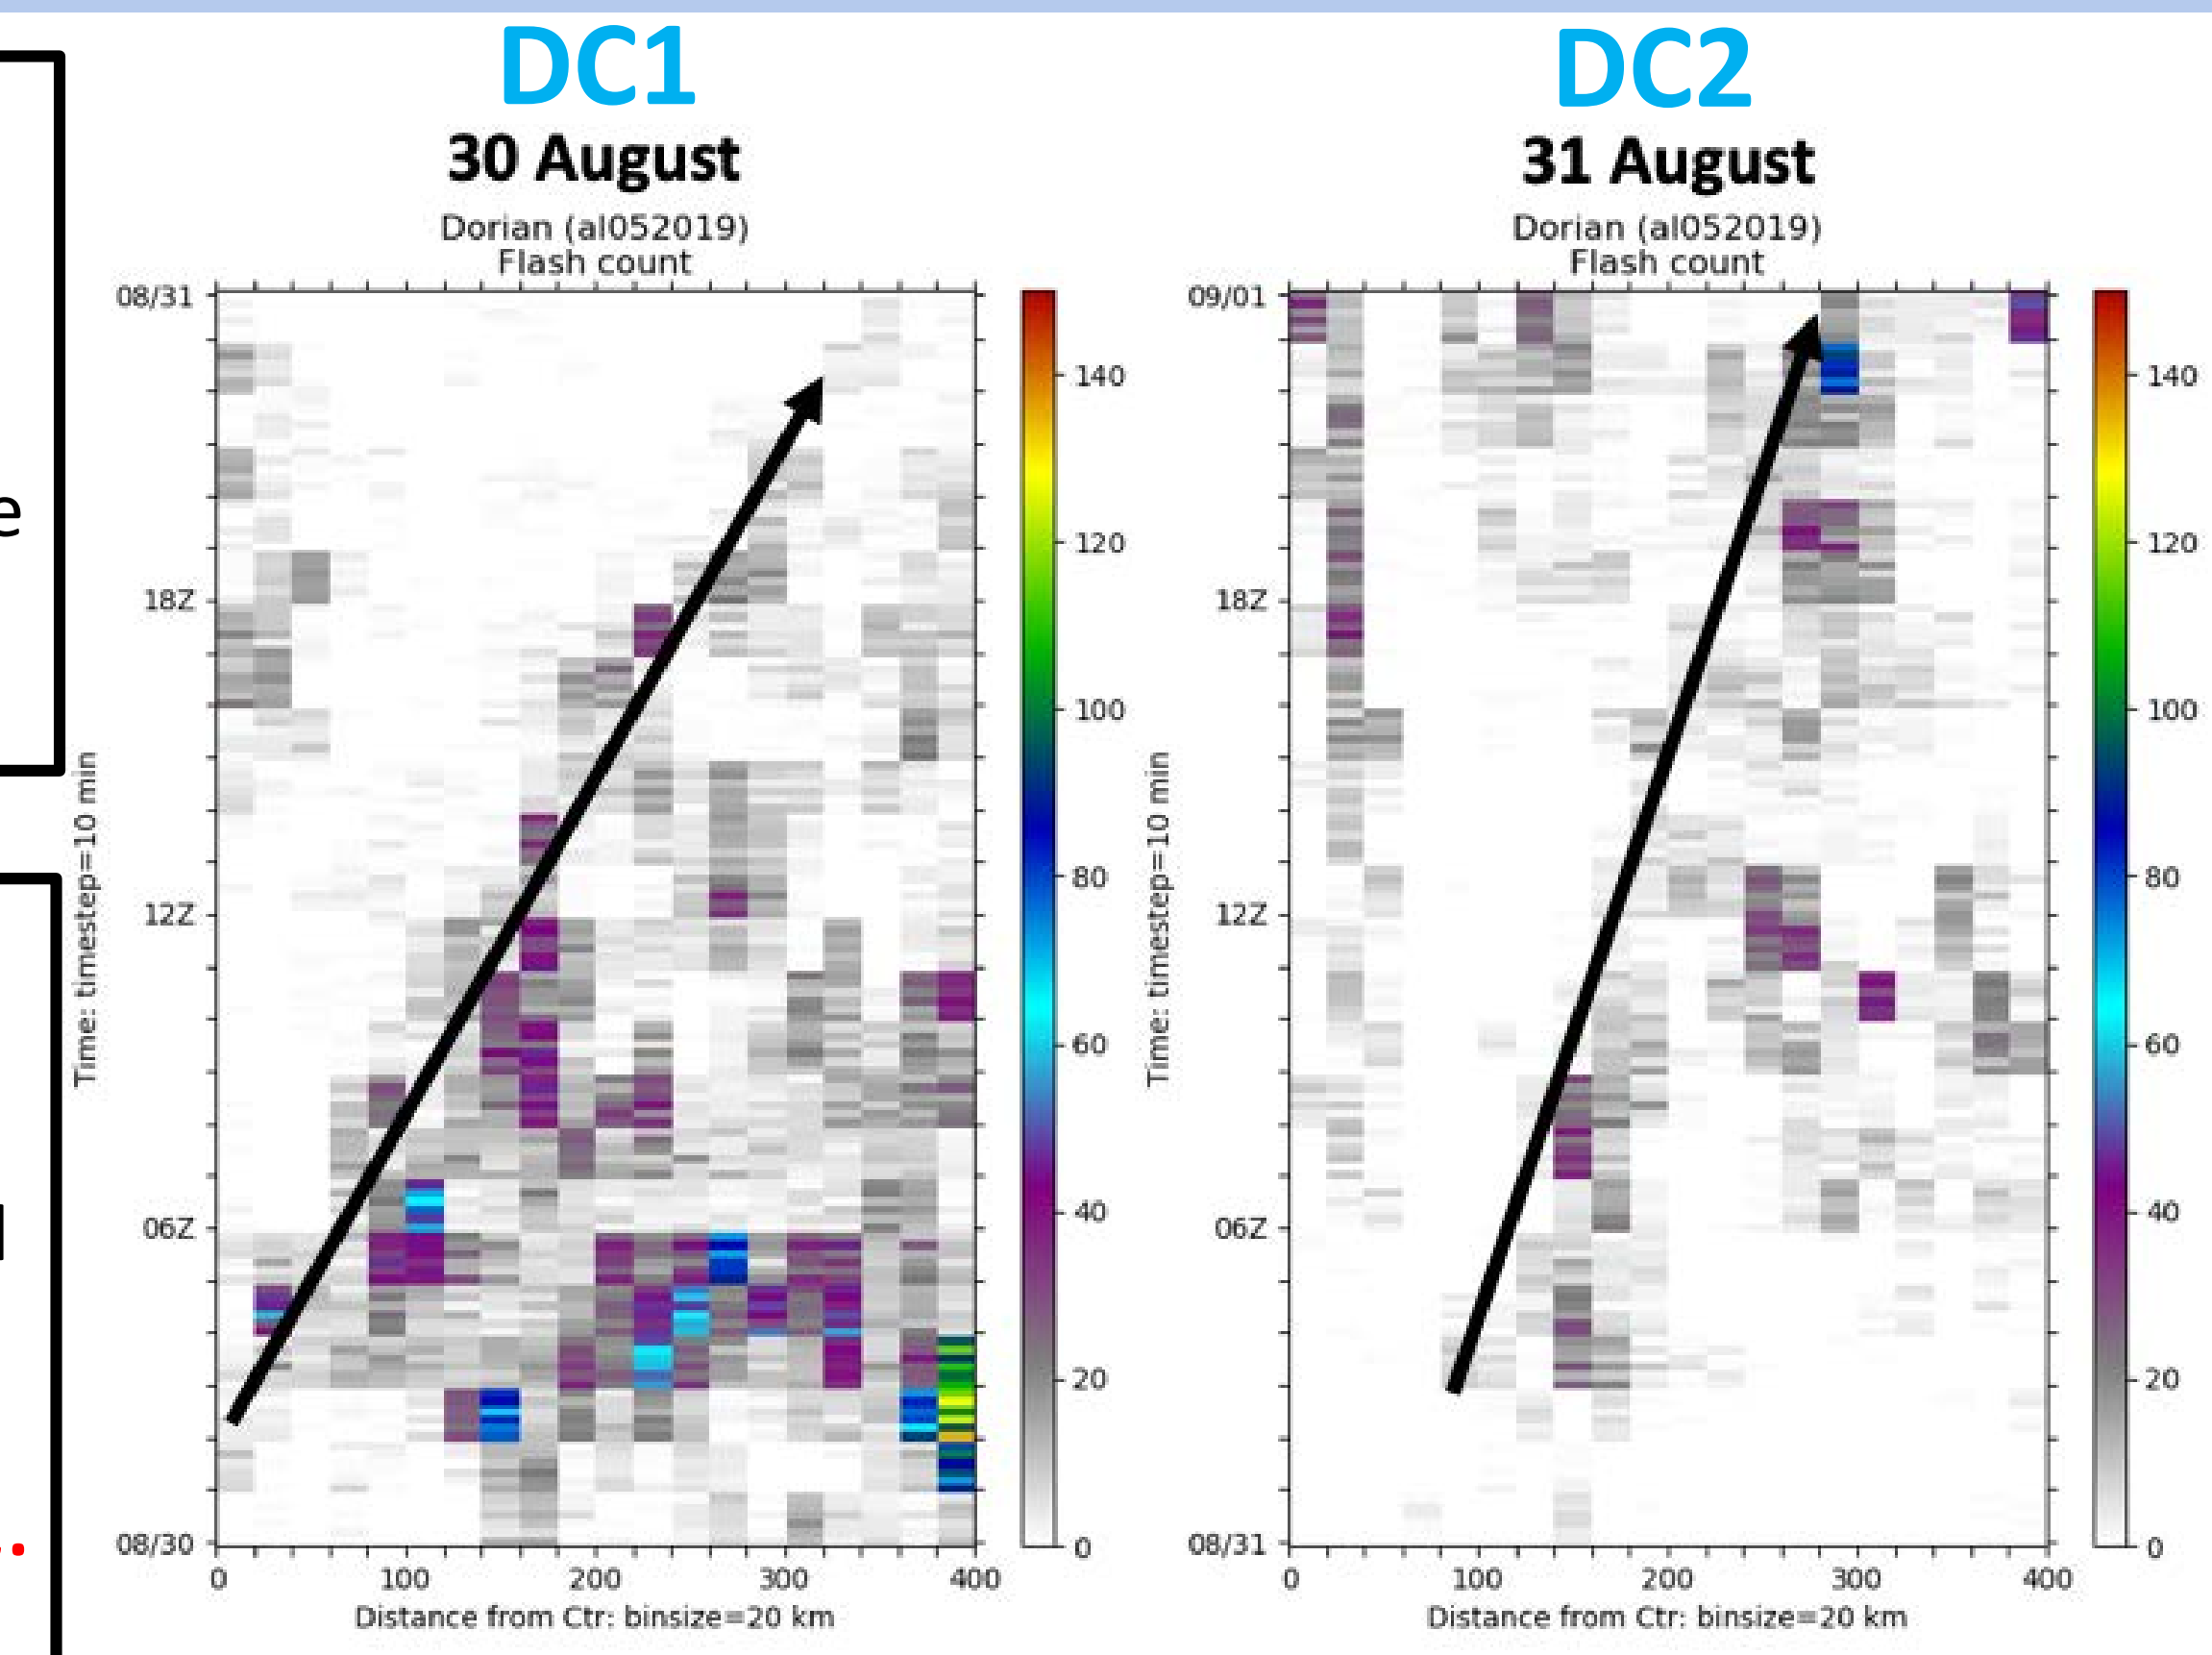 DC1
30 August
Dorian (al052019)
Flash count
08/31
18Z
12Z
06Z
08/30
Time: timestep=10 min
0
100
200
300
400
Distance from Ctr: binsize=20 km
140
120
100
80
60
40
20
0
DC2
31 August
Dorian (al052019)
Flash count
09/01
18Z
12Z
06Z
08/31
Time: timestep=10 min
0
100
200
300
400
Distance from Ctr: binsize=20 km
140
120
100
80
60
40
20
0
e